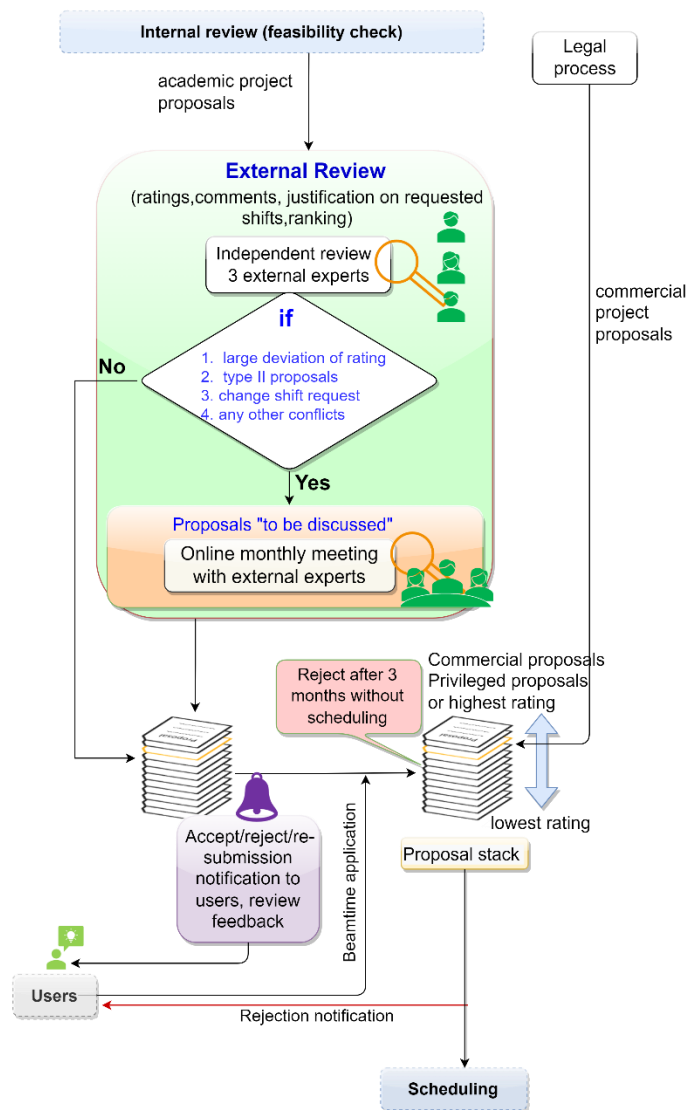 Internal review (feasibility check)
Legal
process
academic project
proposals
External Review
(ratings,comments, justification on requested
shifts,ranking)
Independent review
3 external experts
commercial
project
proposals
if
No
1. large deviation of rating
2. type II proposals
3. change shift request
4. any other conflicts
Yes
Proposals "to be discussed"
Online monthly meeting
with external experts
Reject after 3
months without
scheduling
Commercial proposals
Privileged proposals
or highest rating
Proposal
Proposal
lowest rating
Proposal stack
Accept/reject/re-
submission
notification to
users, review
feedback
Beamtime application
Users
Rejection notification
Scheduling